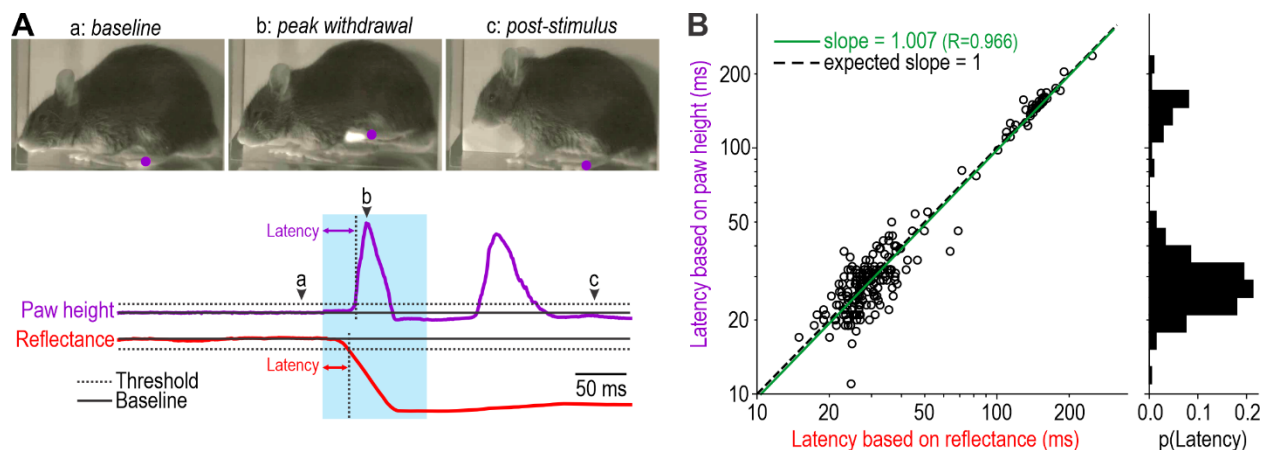 A
a: baseline
b: peak withdrawal
c: post-stimulus
b
Latency
a
c
Paw height
Reflectance
Latency
Threshold
Baseline
50 ms
B
slope = 1.007 (R=0.966)
expected slope = 1
Latency based on paw height (ms)
200
100
50
20
10
10 20 50 100 200
Latency based on reflectance (ms)
0.0 0.1 0.2
p(Latency)